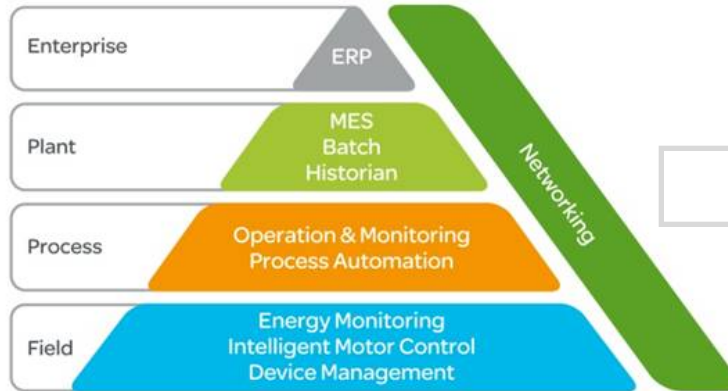 Enterprise
ERP
Plant
MES
Batch
Historian
Process
Operation & Monitoring
Process Automation
Field
Energy Monitoring
Intelligent Motor Control
Device Management
Networking